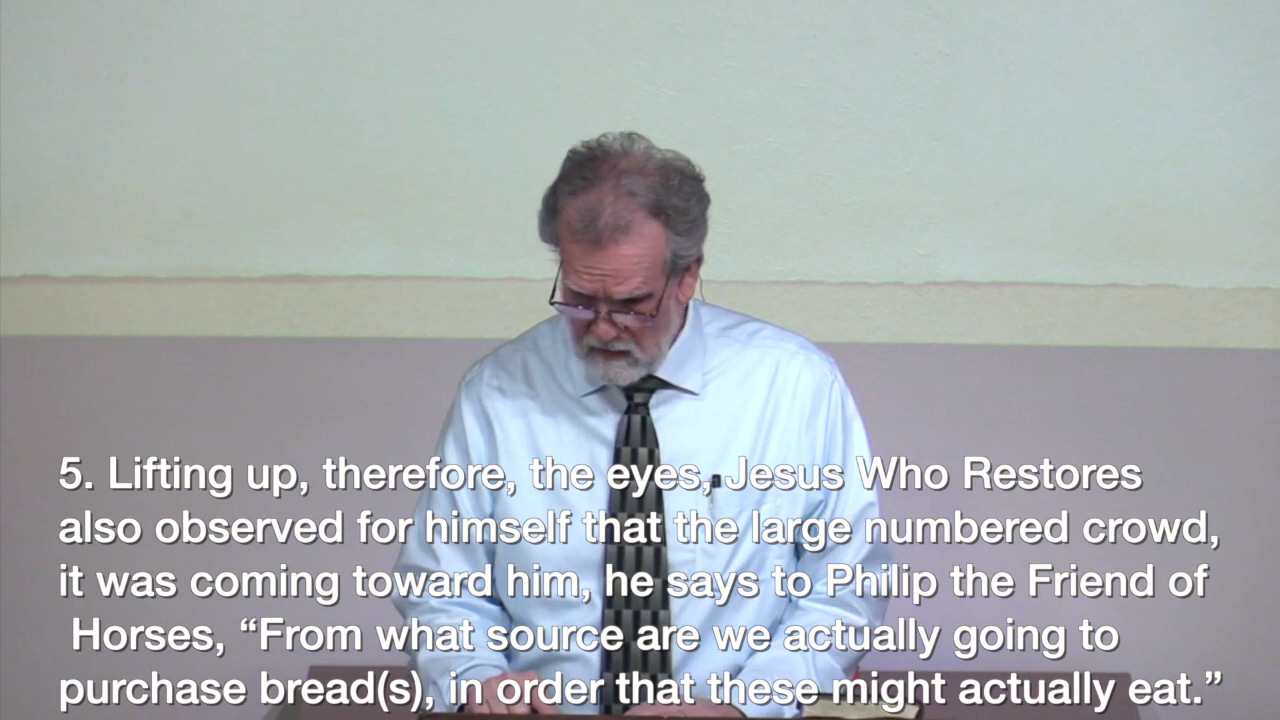 5. Lifting up, therefore, the eyes, Jesus Who Restores
also observed for himself that the large numbered crowd,
it was coming toward him, he says to Philip the Friend of
Horses, “From what source are we actually going to
purchase bread(s), in order that these might actually eat.”